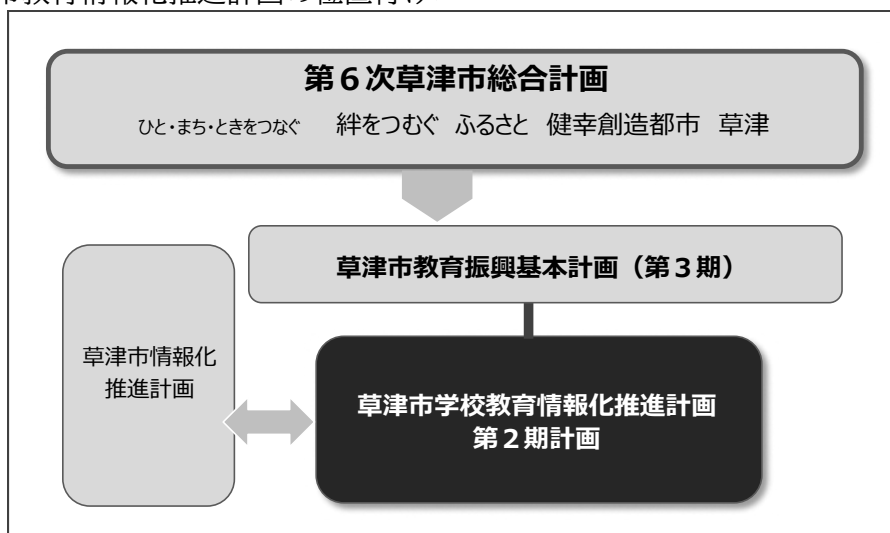 第６次草津市総合計画
ひと・まち・ときをつなぐ 絆をつむぐ ふるさと 健幸創造都市 草津
草津市教育振興基本計画（第３期）
草津市情報化
推進計画
草津市学校教育情報化推進計画
第２期計画